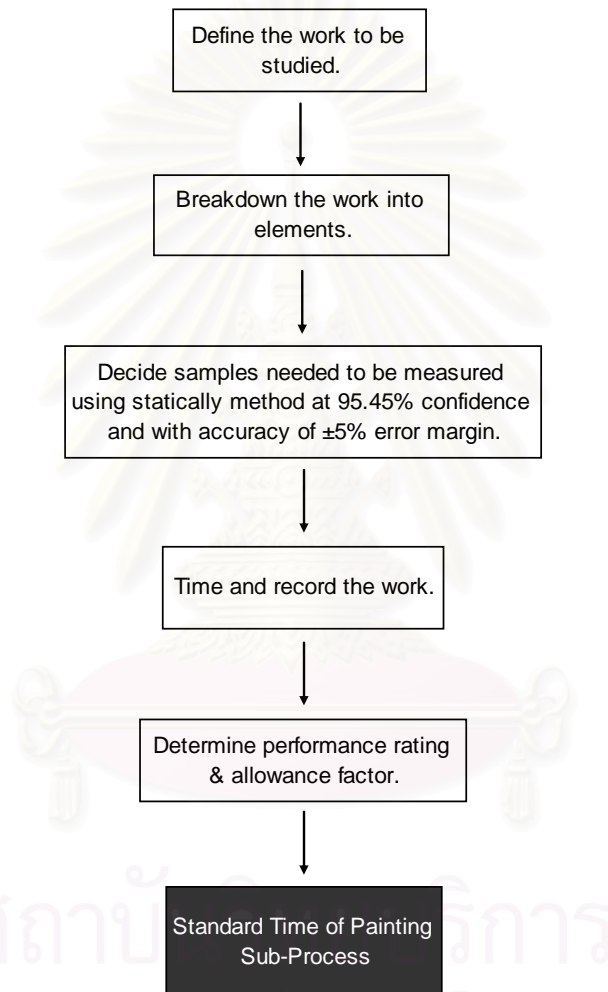 Define the work to be
studied.
Breakdown the work into
elements.
Decide samples needed to be measured
using statically method at 95.45% confidence
and with accuracy of ±5% error margin.
Time and record the work.
Determine performance rating
& allowance factor.
Standard Time of Painting
Sub-Process